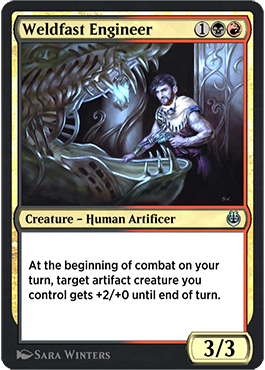 Weldfast Engineer 1
Creature – Human Artificer
At the beginning of combat on your
turn, target artifact creature you
control gets +2/+0 until end of turn.
3/3
Sara Winters